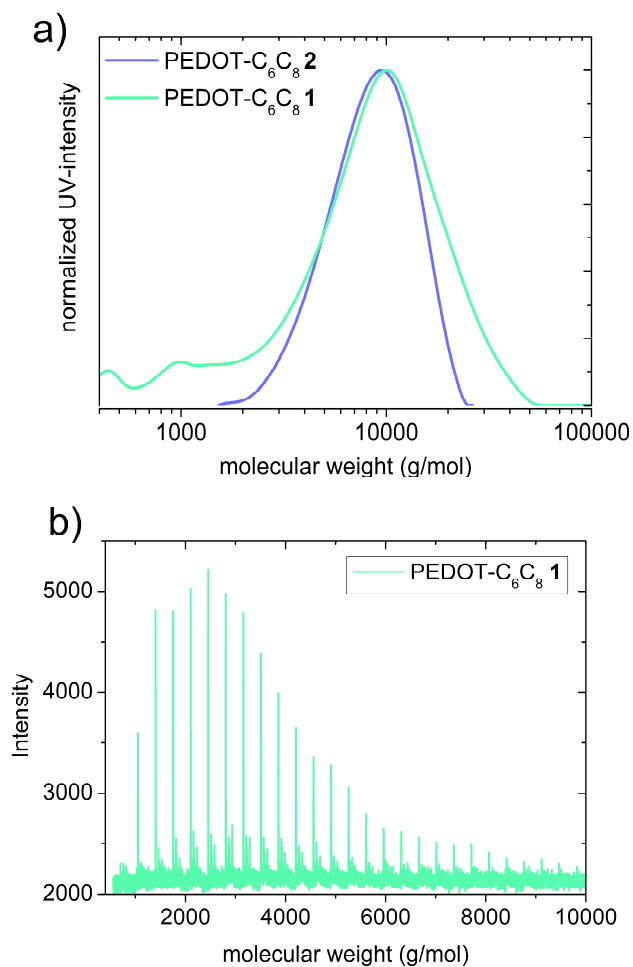 a)
PEDOT-C₆C₈ 2
PEDOT-C₆C₈ 1
normalized UV-intensity
1000 10000 100000
molecular weight (g/mol)
b)
PEDOT-C₆C₈ 1
5000
4000
3000
2000
Intensity
2000 4000 6000 8000 10000
molecular weight (g/mol)